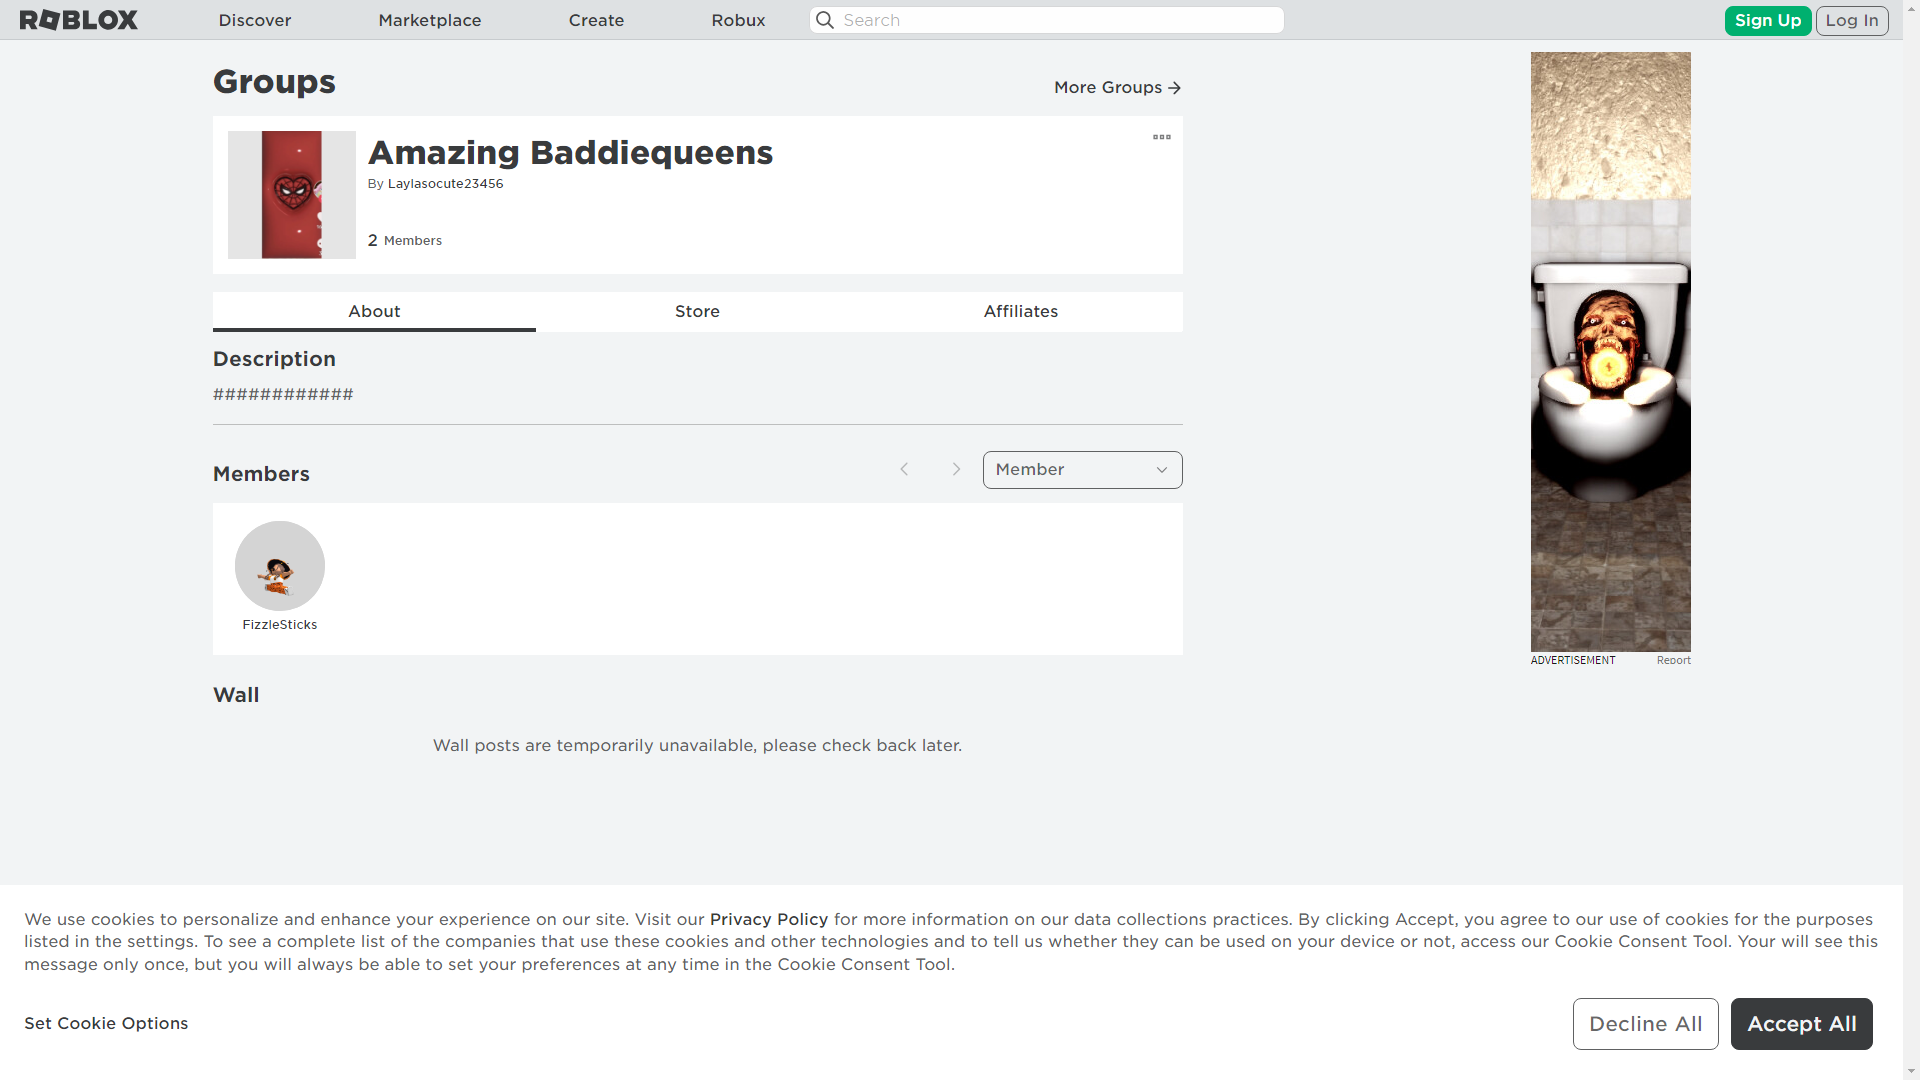 ROBLOX
Discover
Marketplace
Create
Robux
Search
Sign Up
Log In
Groups
More Groups
Amazing Baddiequeens
By Laylasocute23456
2 Members
About
Store
Affiliates
Description
############
Members
Member
FizzleSticks
ADVERTISEMENT
Report
Wall
Wall posts are temporarily unavailable, please check back later.
We use cookies to personalize and enhance your experience on our site. Visit our Privacy Policy for more information on our data collections practices. By clicking Accept, you agree to our use of cookies for the purposes
listed in the settings. To see a complete list of the companies that use these cookies and other technologies and to tell us whether they can be used on your device or not, access our Cookie Consent Tool. Your will see this
message only once, but you will always be able to set your preferences at any time in the Cookie Consent Tool.
Set Cookie Options
Decline All
Accept All